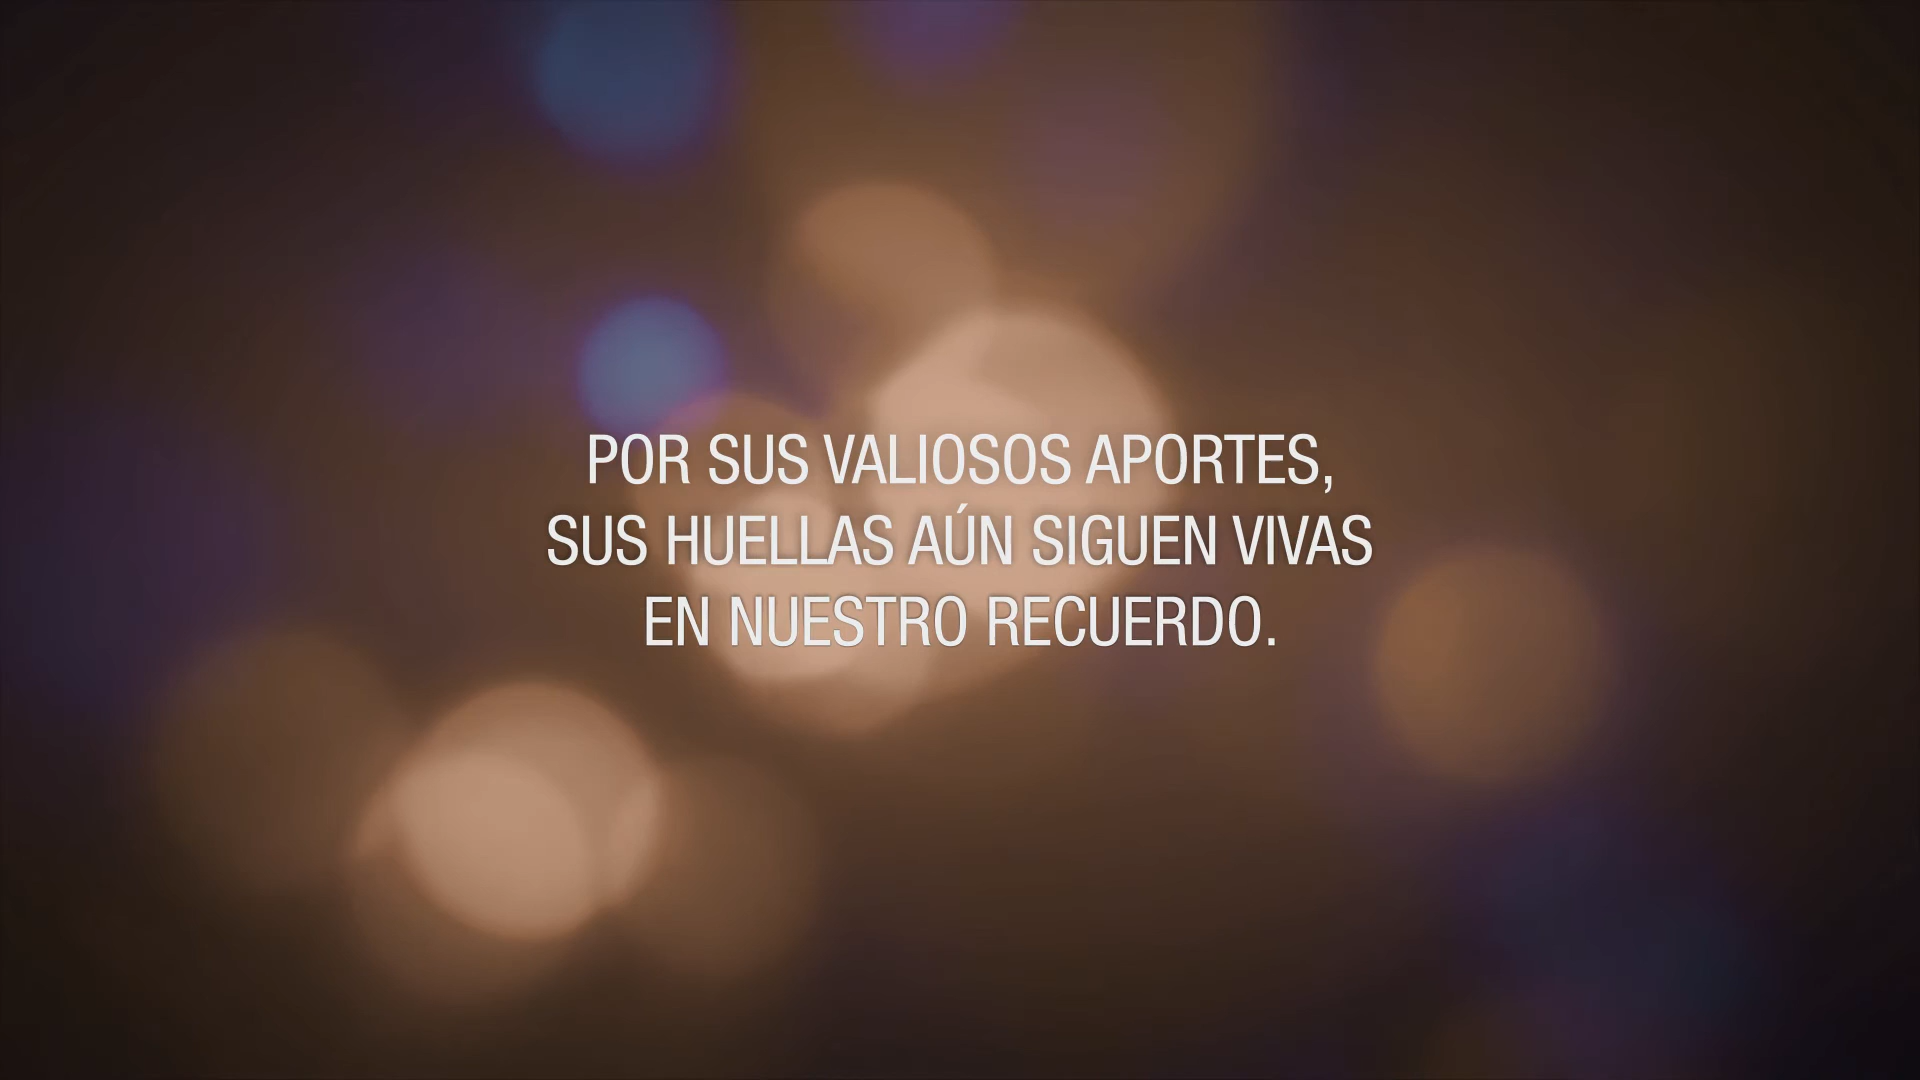 POR SUS VALIOSOS APORTES,
SUS HUELLAS AÚN SIGUEN VIVAS
EN NUESTRO RECUERDO.